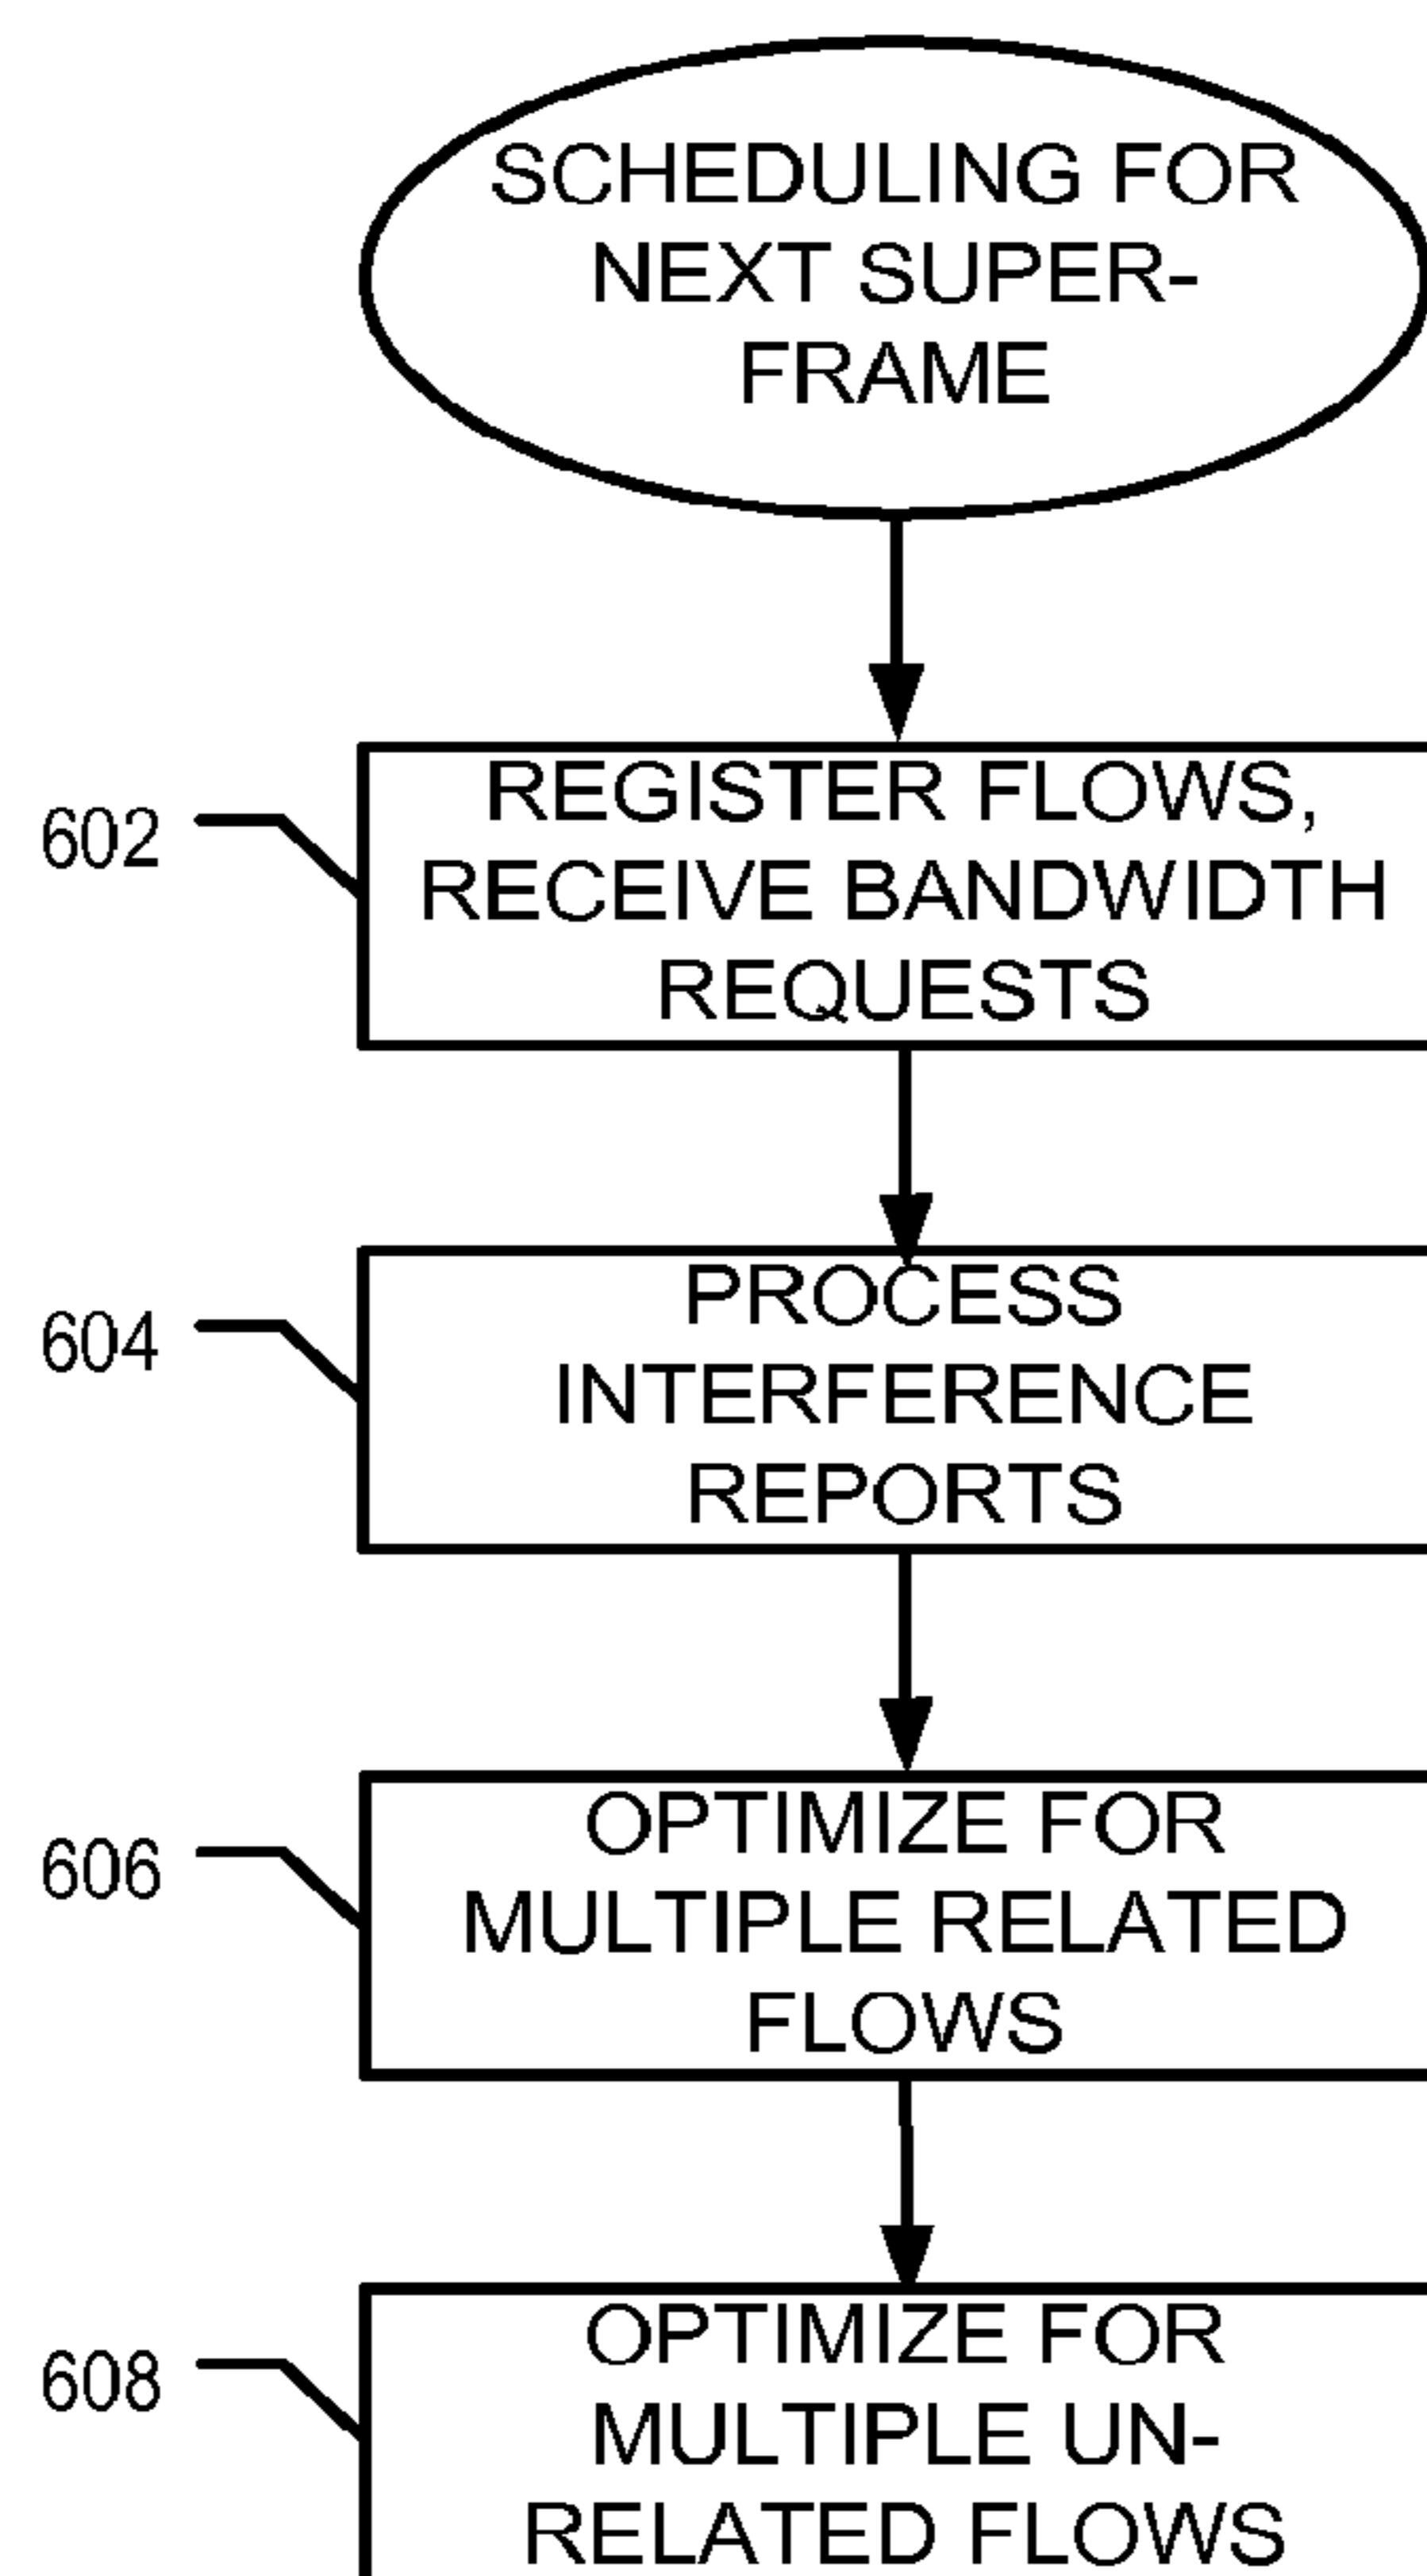 SCHEDULING FOR
NEXT SUPER-
FRAME
602
REGISTER FLOWS,
RECEIVE BANDWIDTH
REQUESTS
604
PROCESS
INTERFERENCE
REPORTS
606
OPTIMIZE FOR
MULTIPLE RELATED
FLOWS
608
OPTIMIZE FOR
MULTIPLE UN-
RELATED FLOWS